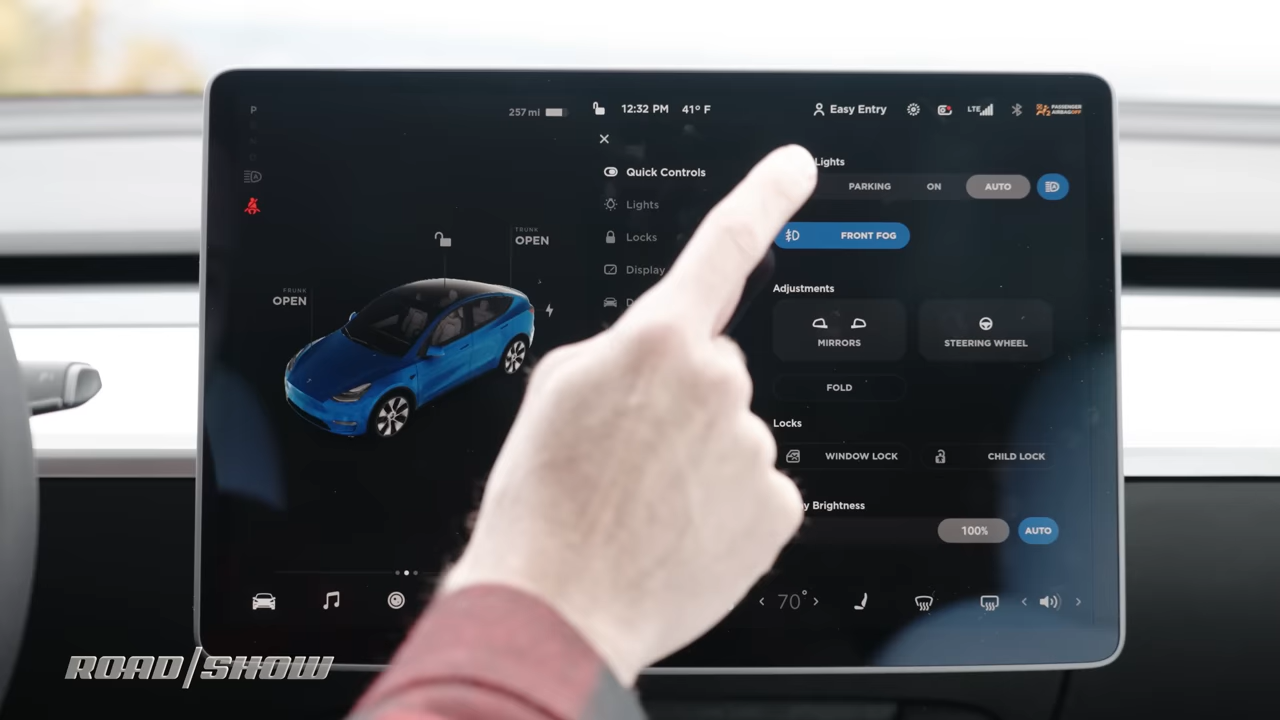 P
257 mi
12:32 PM 41° F
Easy Entry
LTE
PASSENGER
AIRBAG OFF
Quick Controls
Lights
Locks
Display
Lights
PARKING
ON
AUTO
FRONT FOG
Adjustments
MIRRORS
STEERING WHEEL
FOLD
Locks
WINDOW LOCK
CHILD LOCK
Brightness
100%
AUTO
TRUNK
OPEN
FRUNK
OPEN
70°
ROAD/SHOW